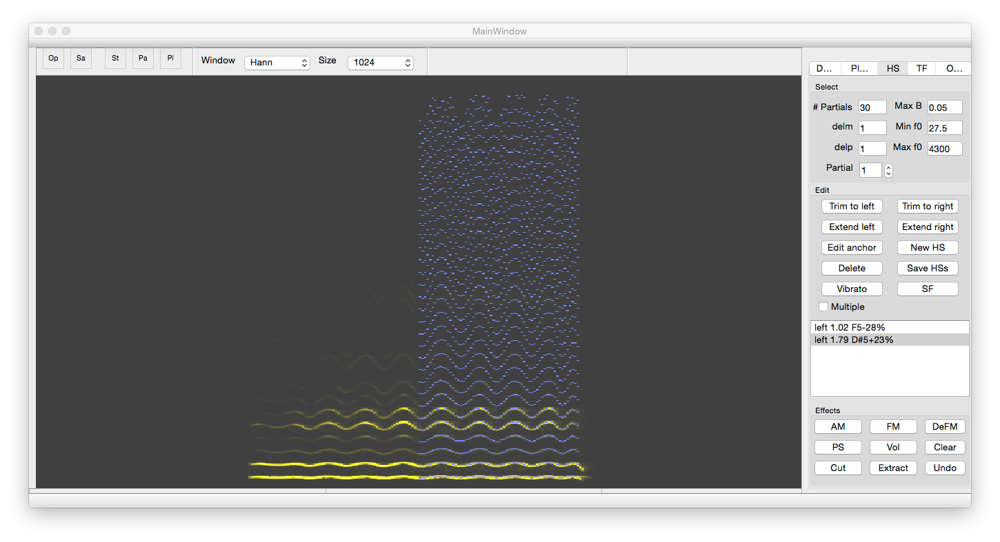 MainWindow
Op Sa St Pa Pl Window Hann Size 1024
D... Pl... HS TF O...
Select
# Partials 30 Max B 0.05
delm 1 Min f0 27.5
delp 1 Max f0 4300
Partial 1
Edit
Trim to left Trim to right
Extend left Extend right
Edit anchor New HS
Delete Save HSs
Vibrato SF
Multiple
left 1.02 F5-28%
left 1.79 D#5+23%
Effects
AM FM DeFM
PS Vol Clear
Cut Extract Undo